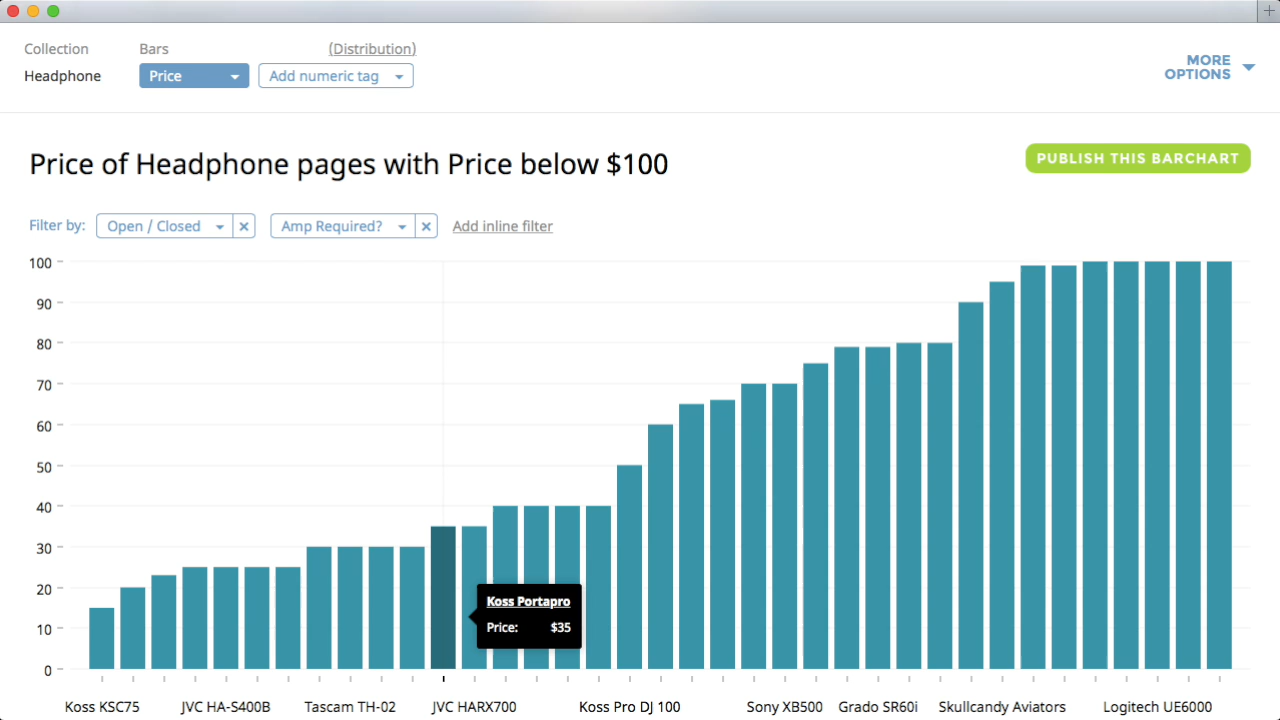 Collection
Headphone
Bars
Price
(Distribution)
Add numeric tag
MORE
OPTIONS
Price of Headphone pages with Price below $100
PUBLISH THIS BARCHART
Filter by:
Open / Closed
Amp Required?
Add inline filter
100
90
80
70
60
50
40
30
20
10
0
Koss Portapro
Price: $35
Koss KSC75
JVC HA-S400B
Tascam TH-02
JVC HARX700
Koss Pro DJ 100
Sony XB500
Grado SR60i
Skullcandy Aviators
Logitech UE6000